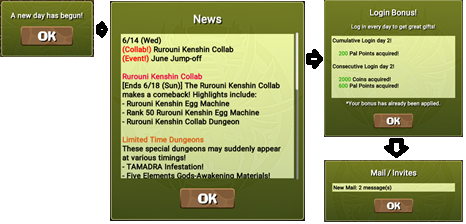 A new day has begun!
OK
News
6/14 (Wed)
(Collab!) Rurouni Kenshin Collab
(Event!) June Jump-off
Rurouni Kenshin Collab
[Ends 6/18 (Sun)] The Rurouni Kenshin Collab
makes a comeback! Highlights include:
- Rurouni Kenshin Egg Machine
- Rank 50 Rurouni Kenshin Egg Machine
- Rurouni Kenshin Collab Dungeon
Limited Time Dungeons
These special dungeons may suddenly appear
at various timings!
- TAMADRA Infestation!
- Five Elements Gods-Awakening Materials!
OK
Login Bonus!
Log in every day to get great gifts!
Cumulative Login day 2!
200 Pal Points acquired!
Consecutive Login day 2!
2000 Coins acquired!
600 Pal Points acquired!
*Your bonus has already been applied.
OK
Mail / Invites
New Mail: 2 message(s)
OK